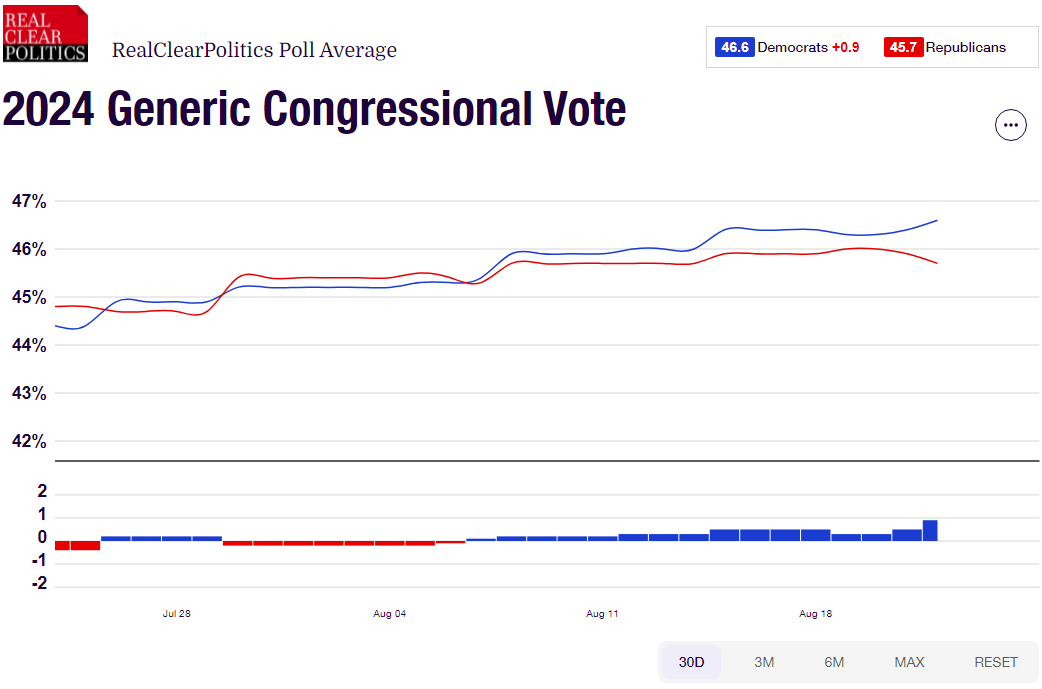 REAL
CLEAR
POLITICS
RealClearPolitics Poll Average
46.6 Democrats +0.9 45.7 Republicans
2024 Generic Congressional Vote
47%
46%
45%
44%
43%
42%
2
1
0
-1
-2
Jul 28 Aug 04 Aug 11 Aug 18
30D 3M 6M MAX RESET